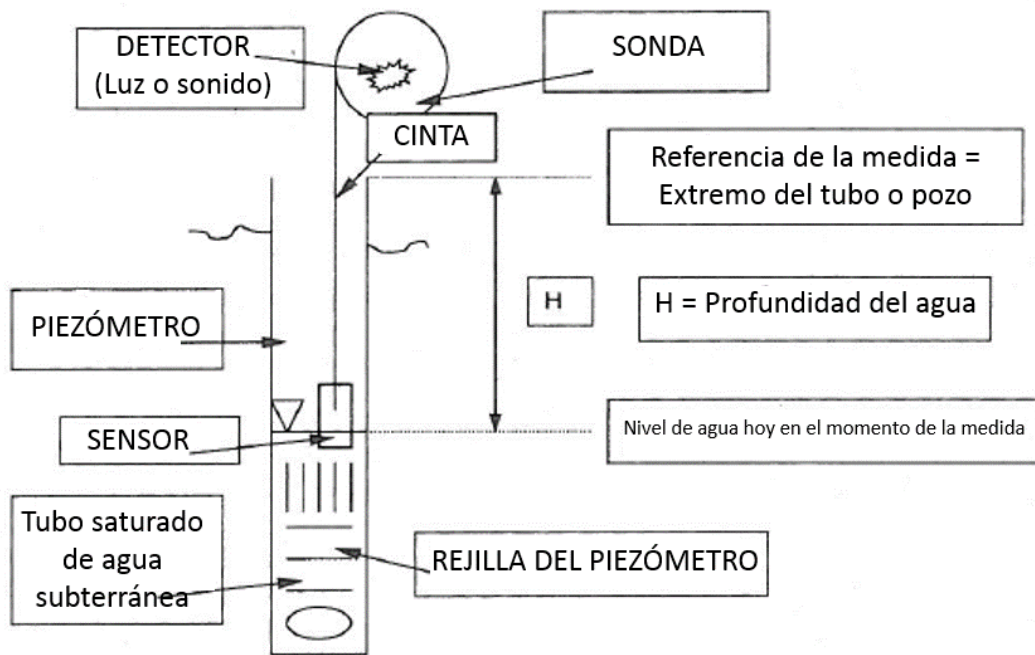 DETECTOR
(Luz o sonido)
SONDA
CINTA
Referencia de la medida =
Extremo del tubo o pozo
H
H = Profundidad del agua
PIEZÓMETRO
SENSOR
Nivel de agua hoy en el momento de la medida
Tubo saturado
de agua
subterránea
REJILLA DEL PIEZÓMETRO